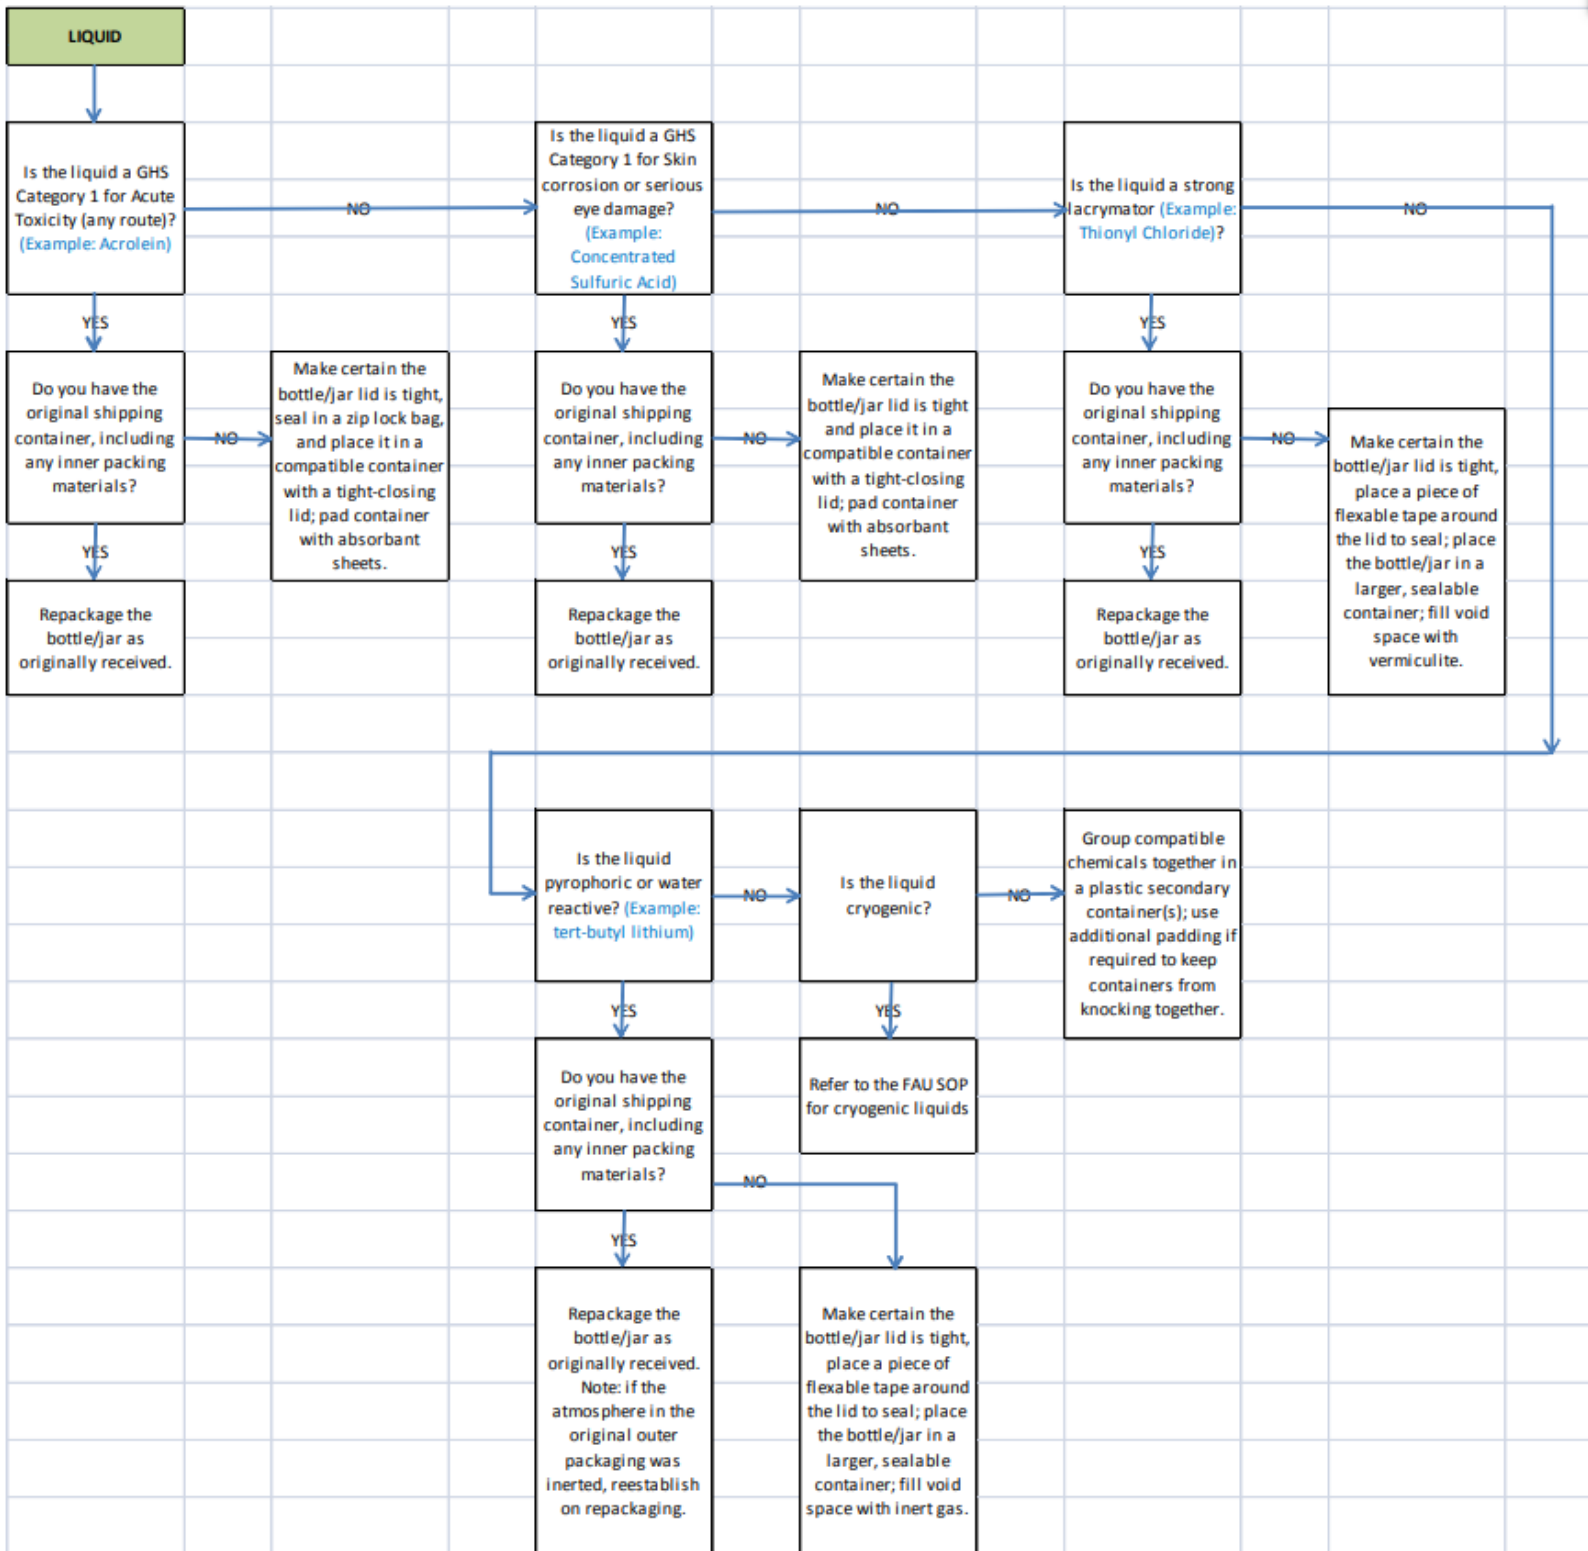 LIQUID
Is the liquid a GHS
Category 1 for Acute
Toxicity (any route)?
(Example: Acrolein)
NO
Is the liquid a GHS
Category 1 for Skin
corrosion or serious
eye damage?
(Example:
Concentrated
Sulfuric Acid)
NO
Is the liquid a strong
lacrymator (Example:
Thionyl Chloride)?
NO
YES
YES
YES
Do you have the
original shipping
container, including
any inner packing
materials?
NO
Make certain the
bottle/jar lid is tight,
seal in a zip lock bag,
and place it in a
compatible container
with a tight-closing
lid; pad container
with absorbant
sheets.
Do you have the
original shipping
container, including
any inner packing
materials?
NO
Make certain the
bottle/jar lid is tight
and place it in a
compatible container
with a tight-closing
lid; pad container
with absorbant
sheets.
Do you have the
original shipping
container, including
any inner packing
materials?
NO
Make certain the
bottle/jar lid is tight,
place a piece of
flexable tape around
the lid to seal; place
the bottle/jar in a
larger, sealable
container; fill void
space with
vermiculite.
YES
YES
YES
Repackage the
bottle/jar as
originally received.
Repackage the
bottle/jar as
originally received.
Repackage the
bottle/jar as
originally received.
Is the liquid
pyrophoric or water
reactive? (Example:
tert-butyl lithium)
NO
Is the liquid
cryogenic?
NO
Group compatible
chemicals together in
a plastic secondary
container(s); use
additional padding if
required to keep
containers from
knocking together.
YES
YES
Do you have the
original shipping
container, including
any inner packing
materials?
Refer to the FAU SOP
for cryogenic liquids
NO
YES
Repackage the
bottle/jar as
originally received.
Note: if the
atmosphere in the
original outer
packaging was
inerted, reestablish
on repackaging.
Make certain the
bottle/jar lid is tight,
place a piece of
flexable tape around
the lid to seal; place
the bottle/jar in a
larger, sealable
container; fill void
space with inert gas.